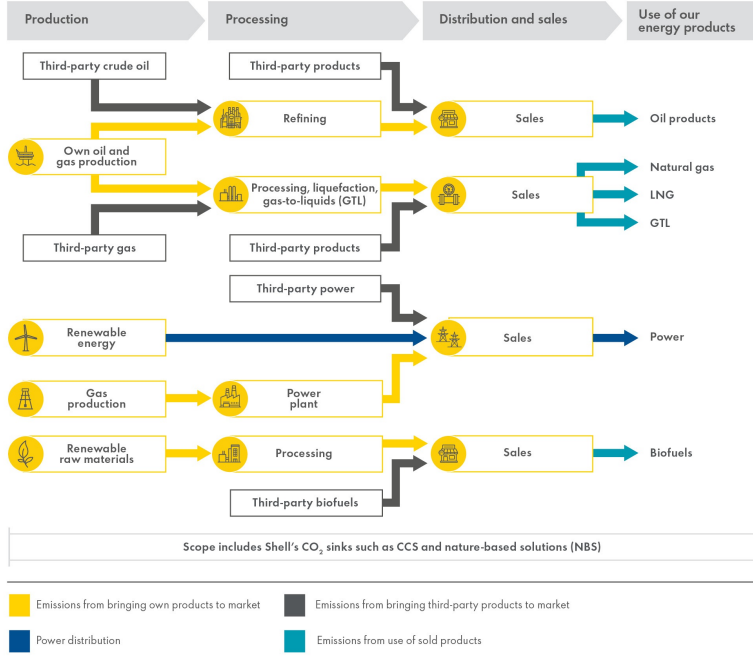 Production
Processing
Distribution and sales
Use of our
energy products
Third-party crude oil
Third-party products
Refining
Sales
Oil products
Own oil and
gas production
Natural gas
Processing, liquefaction,
gas-to-liquids (GTL)
Sales
LNG
GTL
Third-party gas
Third-party products
Third-party power
Renewable
energy
Sales
Power
Gas
production
Power
plant
Renewable
raw materials
Processing
Sales
Biofuels
Third-party biofuels
Scope includes Shell's CO₂ sinks such as CCS and nature-based solutions (NBS)
Emissions from bringing own products to market
Emissions from bringing third-party products to market
Power distribution
Emissions from use of sold products